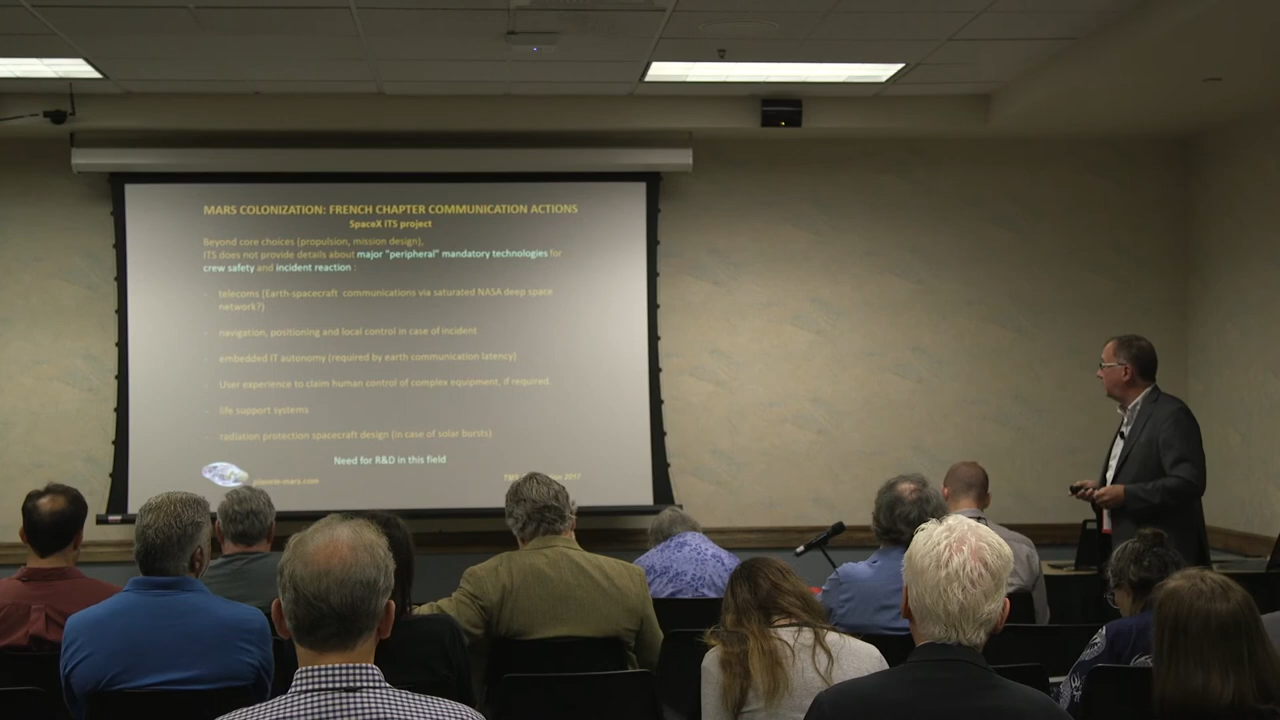 MARS COLONIZATION: FRENCH CHAPTER COMMUNICATION ACTIONS
SpaceX ITS project
Beyond core choices (propulsion, mission design),
ITS does not provide details about major "peripheral" mandatory technologies for
crew safety and incident reaction :
- telecoms (Earth-spacecraft communications via saturated NASA deep space
network?)
- navigation, positioning and local control in case of incident
- embedded IT autonomy (required by earth communication latency)
- User experience to claim human control of complex equipment, if required.
- life support systems
- radiation protection spacecraft design (in case of solar bursts)
Need for R&D in this field
planete-mars.com
2017